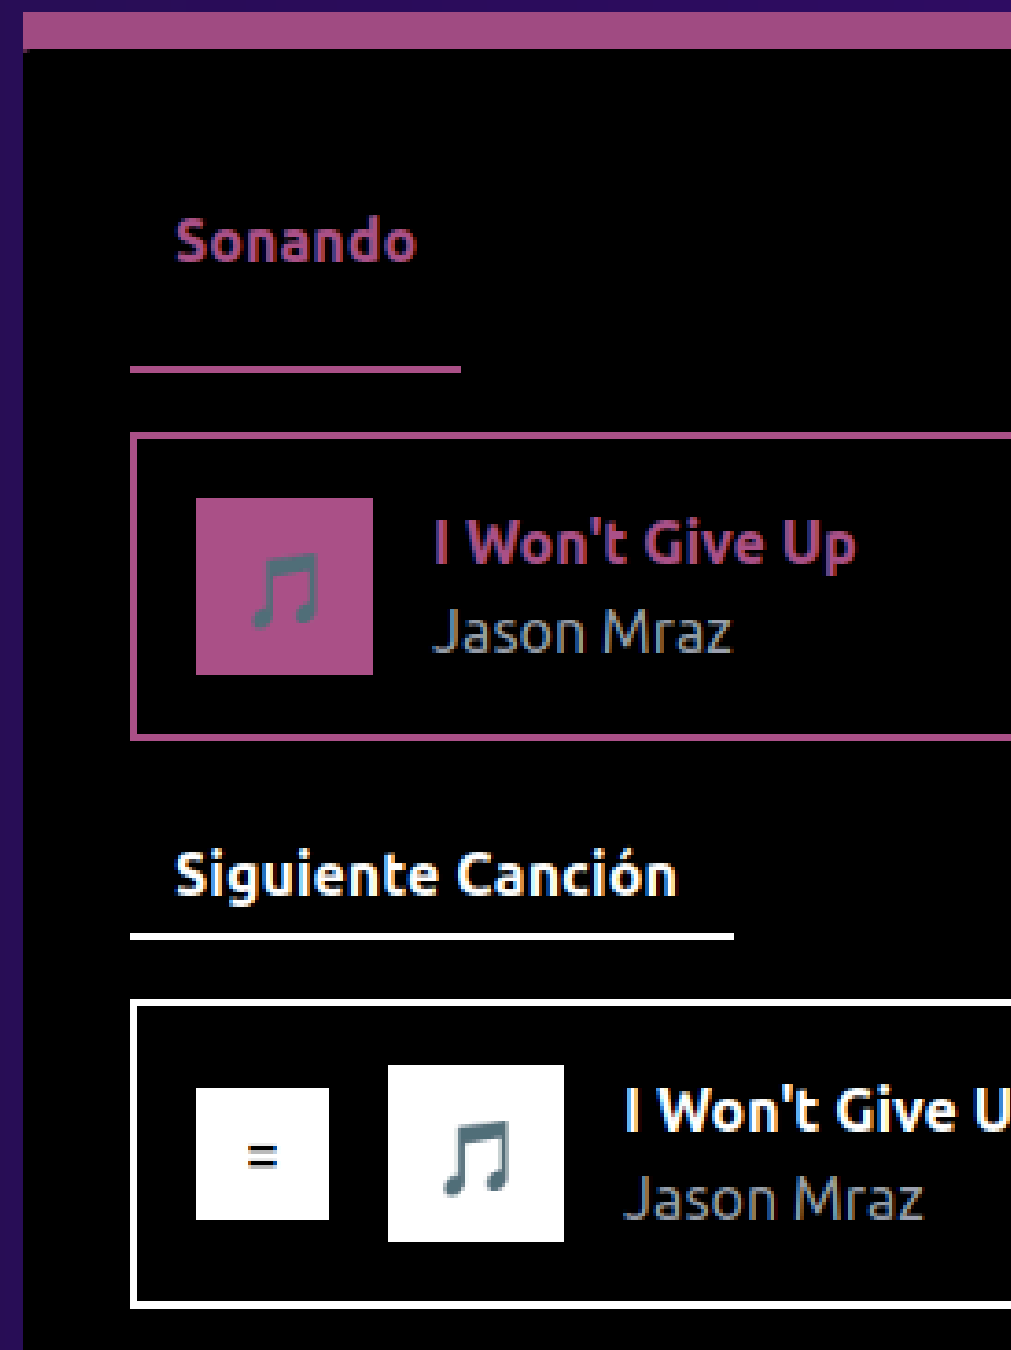 Sonando
I Won't Give Up
Jason Mraz
Siguiente Canción
=
I Won't Give U
Jason Mraz